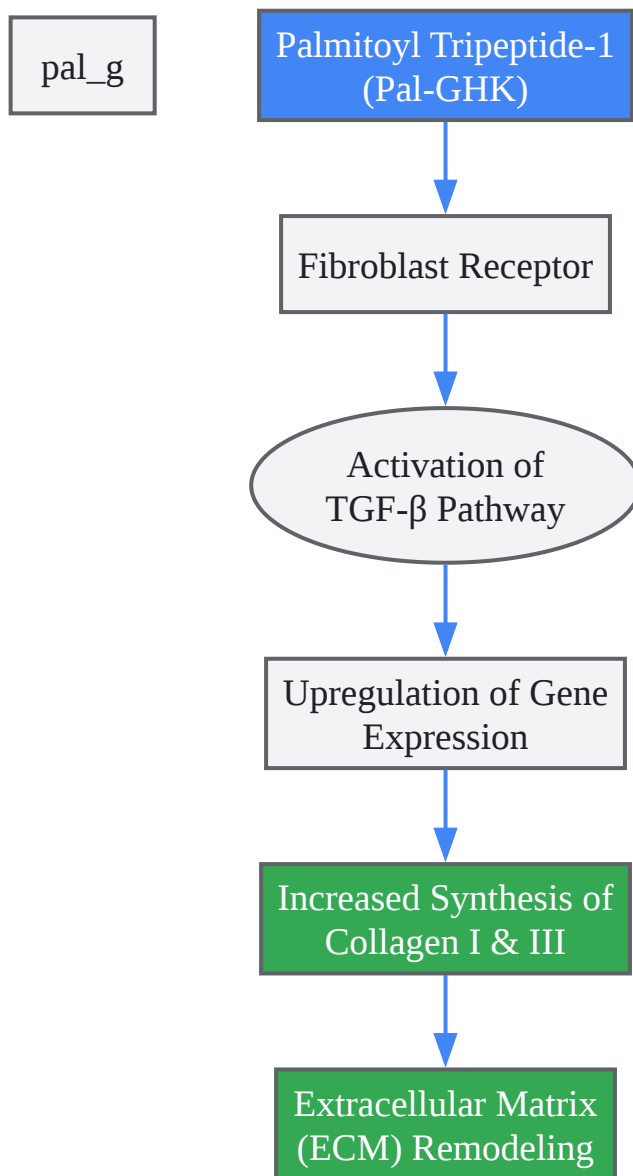 pal_g
Palmitoyl Tripeptide-1
(Pal-GHK)
Fibroblast Receptor
Activation of
TGF-β Pathway
Upregulation of Gene
Expression
Increased Synthesis of
Collagen I & III
Extracellular Matrix
(ECM) Remodeling